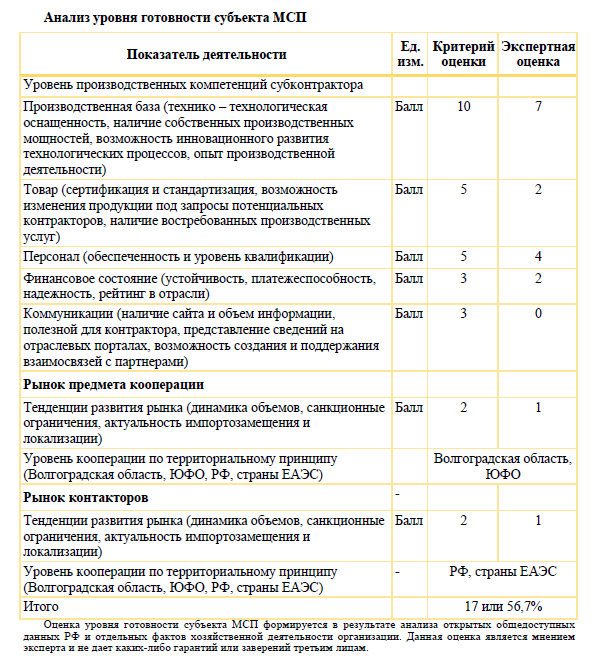 Анализ уровня готовности субъекта МСП
Показатель деятельности
Ед. изм.
Критерий оценки
Экспертная оценка
Уровень производственных компетенций субконтрактора
Производственная база (технико – технологическая
оснащенность, наличие собственных производственных
мощностей, возможность инновационного развития
технологических процессов, опыт производственной
деятельности)
Балл
10
7
Товар (сертификация и стандартизация, возможность
изменения продукции под запросы потенциальных
контракторов, наличие востребованных производственных
услуг)
Балл
5
2
Персонал (обеспеченность и уровень квалификации)
Балл
5
4
Финансовое состояние (устойчивость, платежеспособность,
надежность, рейтинг в отрасли)
Балл
3
2
Коммуникации (наличие сайта и объем информации,
полезной для контрактора, представление сведений на
отраслевых порталах, возможность создания и поддержания
взаимосвязей с партнерами)
Балл
3
0
Рынок предмета кооперации
Тенденции развития рынка (динамика объемов, санкционные
ограничения, актуальность импортозамещения и
локализации)
Балл
2
1
Уровень кооперации по территориальному принципу
(Волгоградская область, ЮФО, РФ, страны ЕАЭС)
Волгоградская область,
ЮФО
Рынок контакторов
-
Тенденции развития рынка (динамика объемов, санкционные
ограничения, актуальность импортозамещения и
локализации)
Балл
2
1
Уровень кооперации по территориальному принципу
(Волгоградская область, ЮФО, РФ, страны ЕАЭС)
-
РФ, страны ЕАЭС
Итого
17 или 56,7%
Оценка уровня готовности субъекта МСП формируется в результате анализа открытых общедоступных
данных РФ и отдельных фактов хозяйственной деятельности организации. Данная оценка является мнением
эксперта и не дает каких-либо гарантий или заверений третьим лицам.